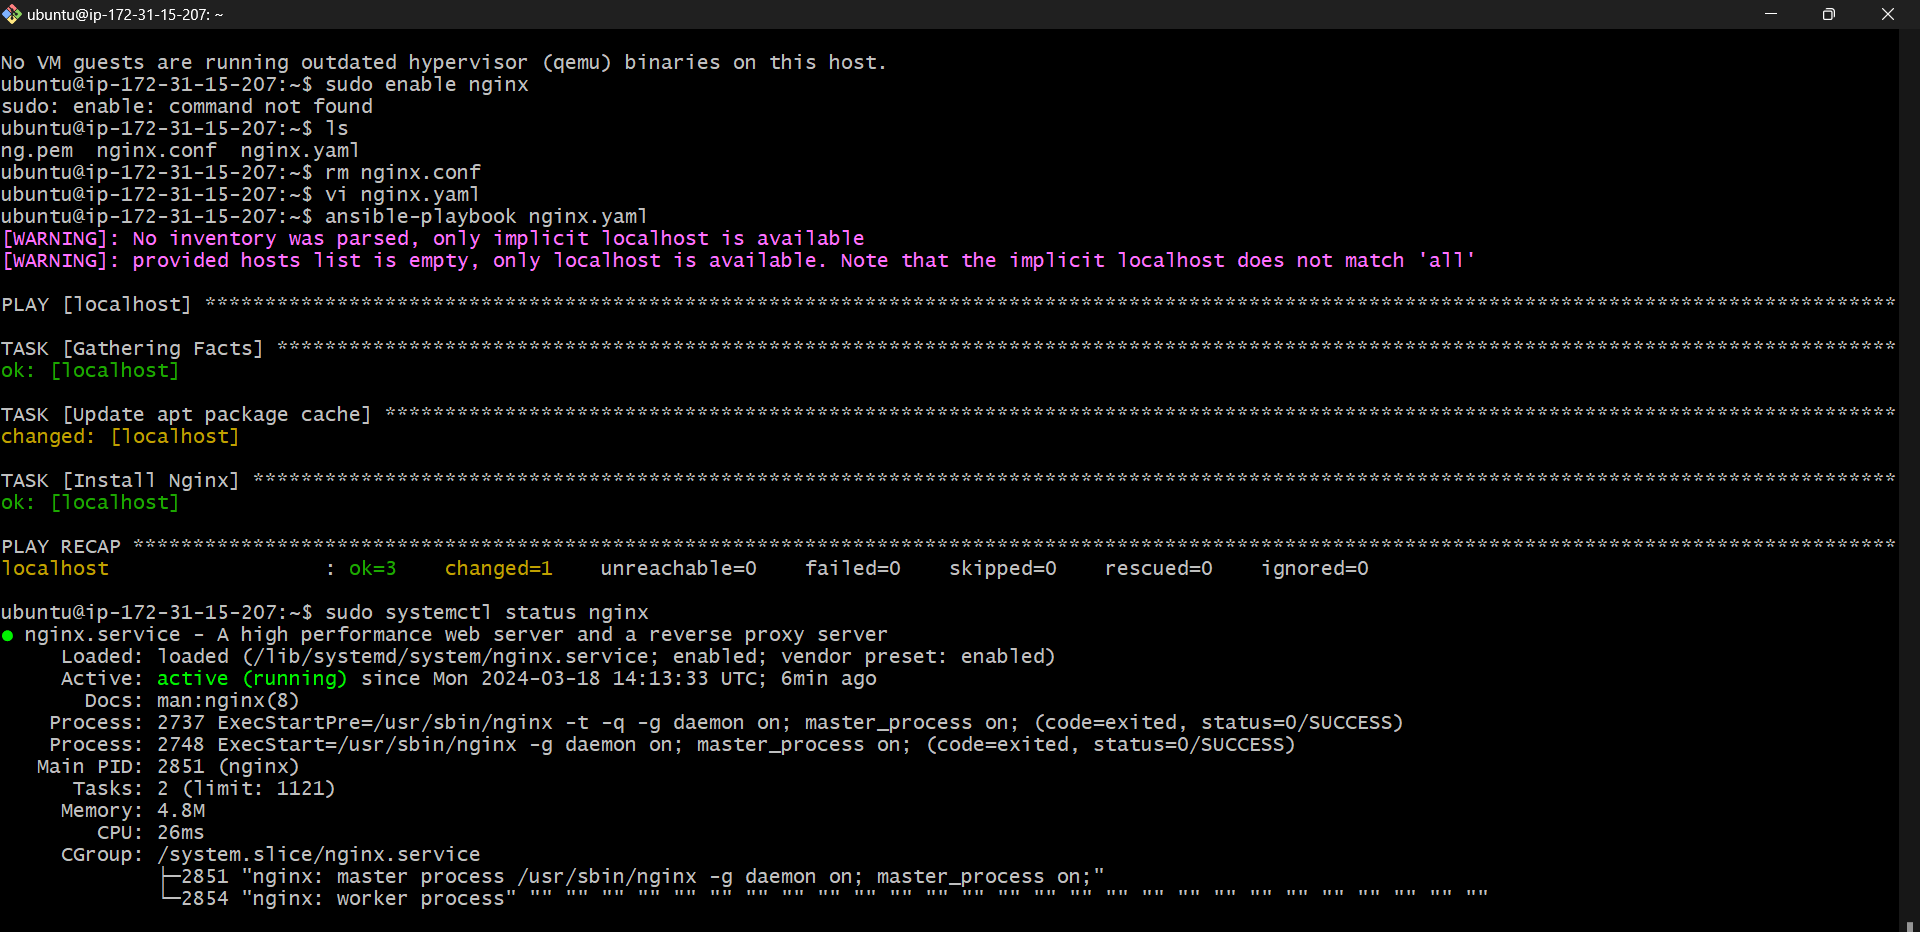 ubuntu@ip-172-31-15-207: ~
No VM guests are running outdated hypervisor (qemu) binaries on this host.
ubuntu@ip-172-31-15-207:~$ sudo enable nginx
sudo: enable: command not found
ubuntu@ip-172-31-15-207:~$ ls
ng.pem  nginx.conf  nginx.yaml
ubuntu@ip-172-31-15-207:~$ rm nginx.conf
ubuntu@ip-172-31-15-207:~$ vi nginx.yaml
ubuntu@ip-172-31-15-207:~$ ansible-playbook nginx.yaml
[WARNING]: No inventory was parsed, only implicit localhost is available
[WARNING]: provided hosts list is empty, only localhost is available. Note that the implicit localhost does not match 'all'
PLAY [localhost] *********************************************************************************************************************************************
TASK [Gathering Facts] ***************************************************************************************************************************************
ok: [localhost]
TASK [Update apt package cache] ******************************************************************************************************************************
changed: [localhost]
TASK [Install Nginx] *****************************************************************************************************************************************
ok: [localhost]
PLAY RECAP ***************************************************************************************************************************************************
localhost                  : ok=3    changed=1    unreachable=0    failed=0    skipped=0    rescued=0    ignored=0
ubuntu@ip-172-31-15-207:~$ sudo systemctl status nginx
● nginx.service - A high performance web server and a reverse proxy server
     Loaded: loaded (/lib/systemd/system/nginx.service; enabled; vendor preset: enabled)
     Active: active (running) since Mon 2024-03-18 14:13:33 UTC; 6min ago
       Docs: man:nginx(8)
    Process: 2737 ExecStartPre=/usr/sbin/nginx -t -q -g daemon on; master_process on; (code=exited, status=0/SUCCESS)
    Process: 2748 ExecStart=/usr/sbin/nginx -g daemon on; master_process on; (code=exited, status=0/SUCCESS)
   Main PID: 2851 (nginx)
      Tasks: 2 (limit: 1121)
     Memory: 4.8M
        CPU: 26ms
     CGroup: /system.slice/nginx.service
             ├─2851 "nginx: master process /usr/sbin/nginx -g daemon on; master_process on;"
             └─2854 "nginx: worker process" "" "" "" "" "" "" "" "" "" "" "" "" "" "" "" "" "" "" "" "" "" "" "" "" "" "" ""